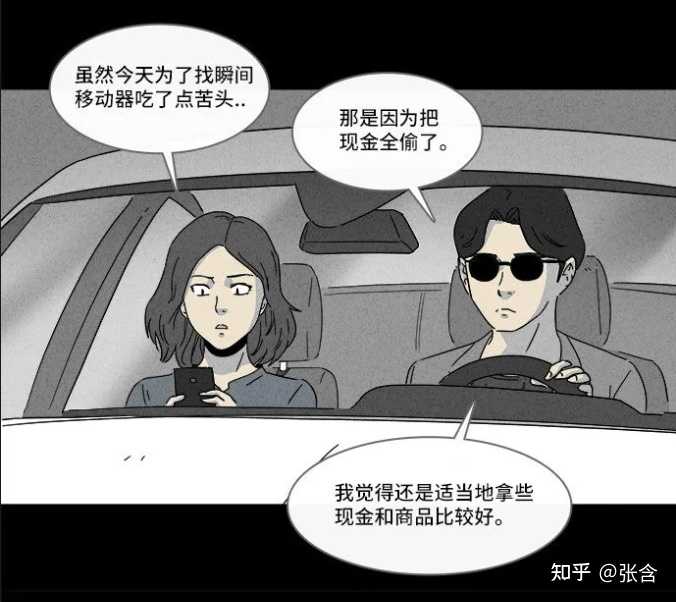 虽然今天为了找瞬间
移动器吃了点苦头..
那是因为把
现金全偷了。
我觉得还是适当地拿些
现金和商品比较好。
知乎 @张含